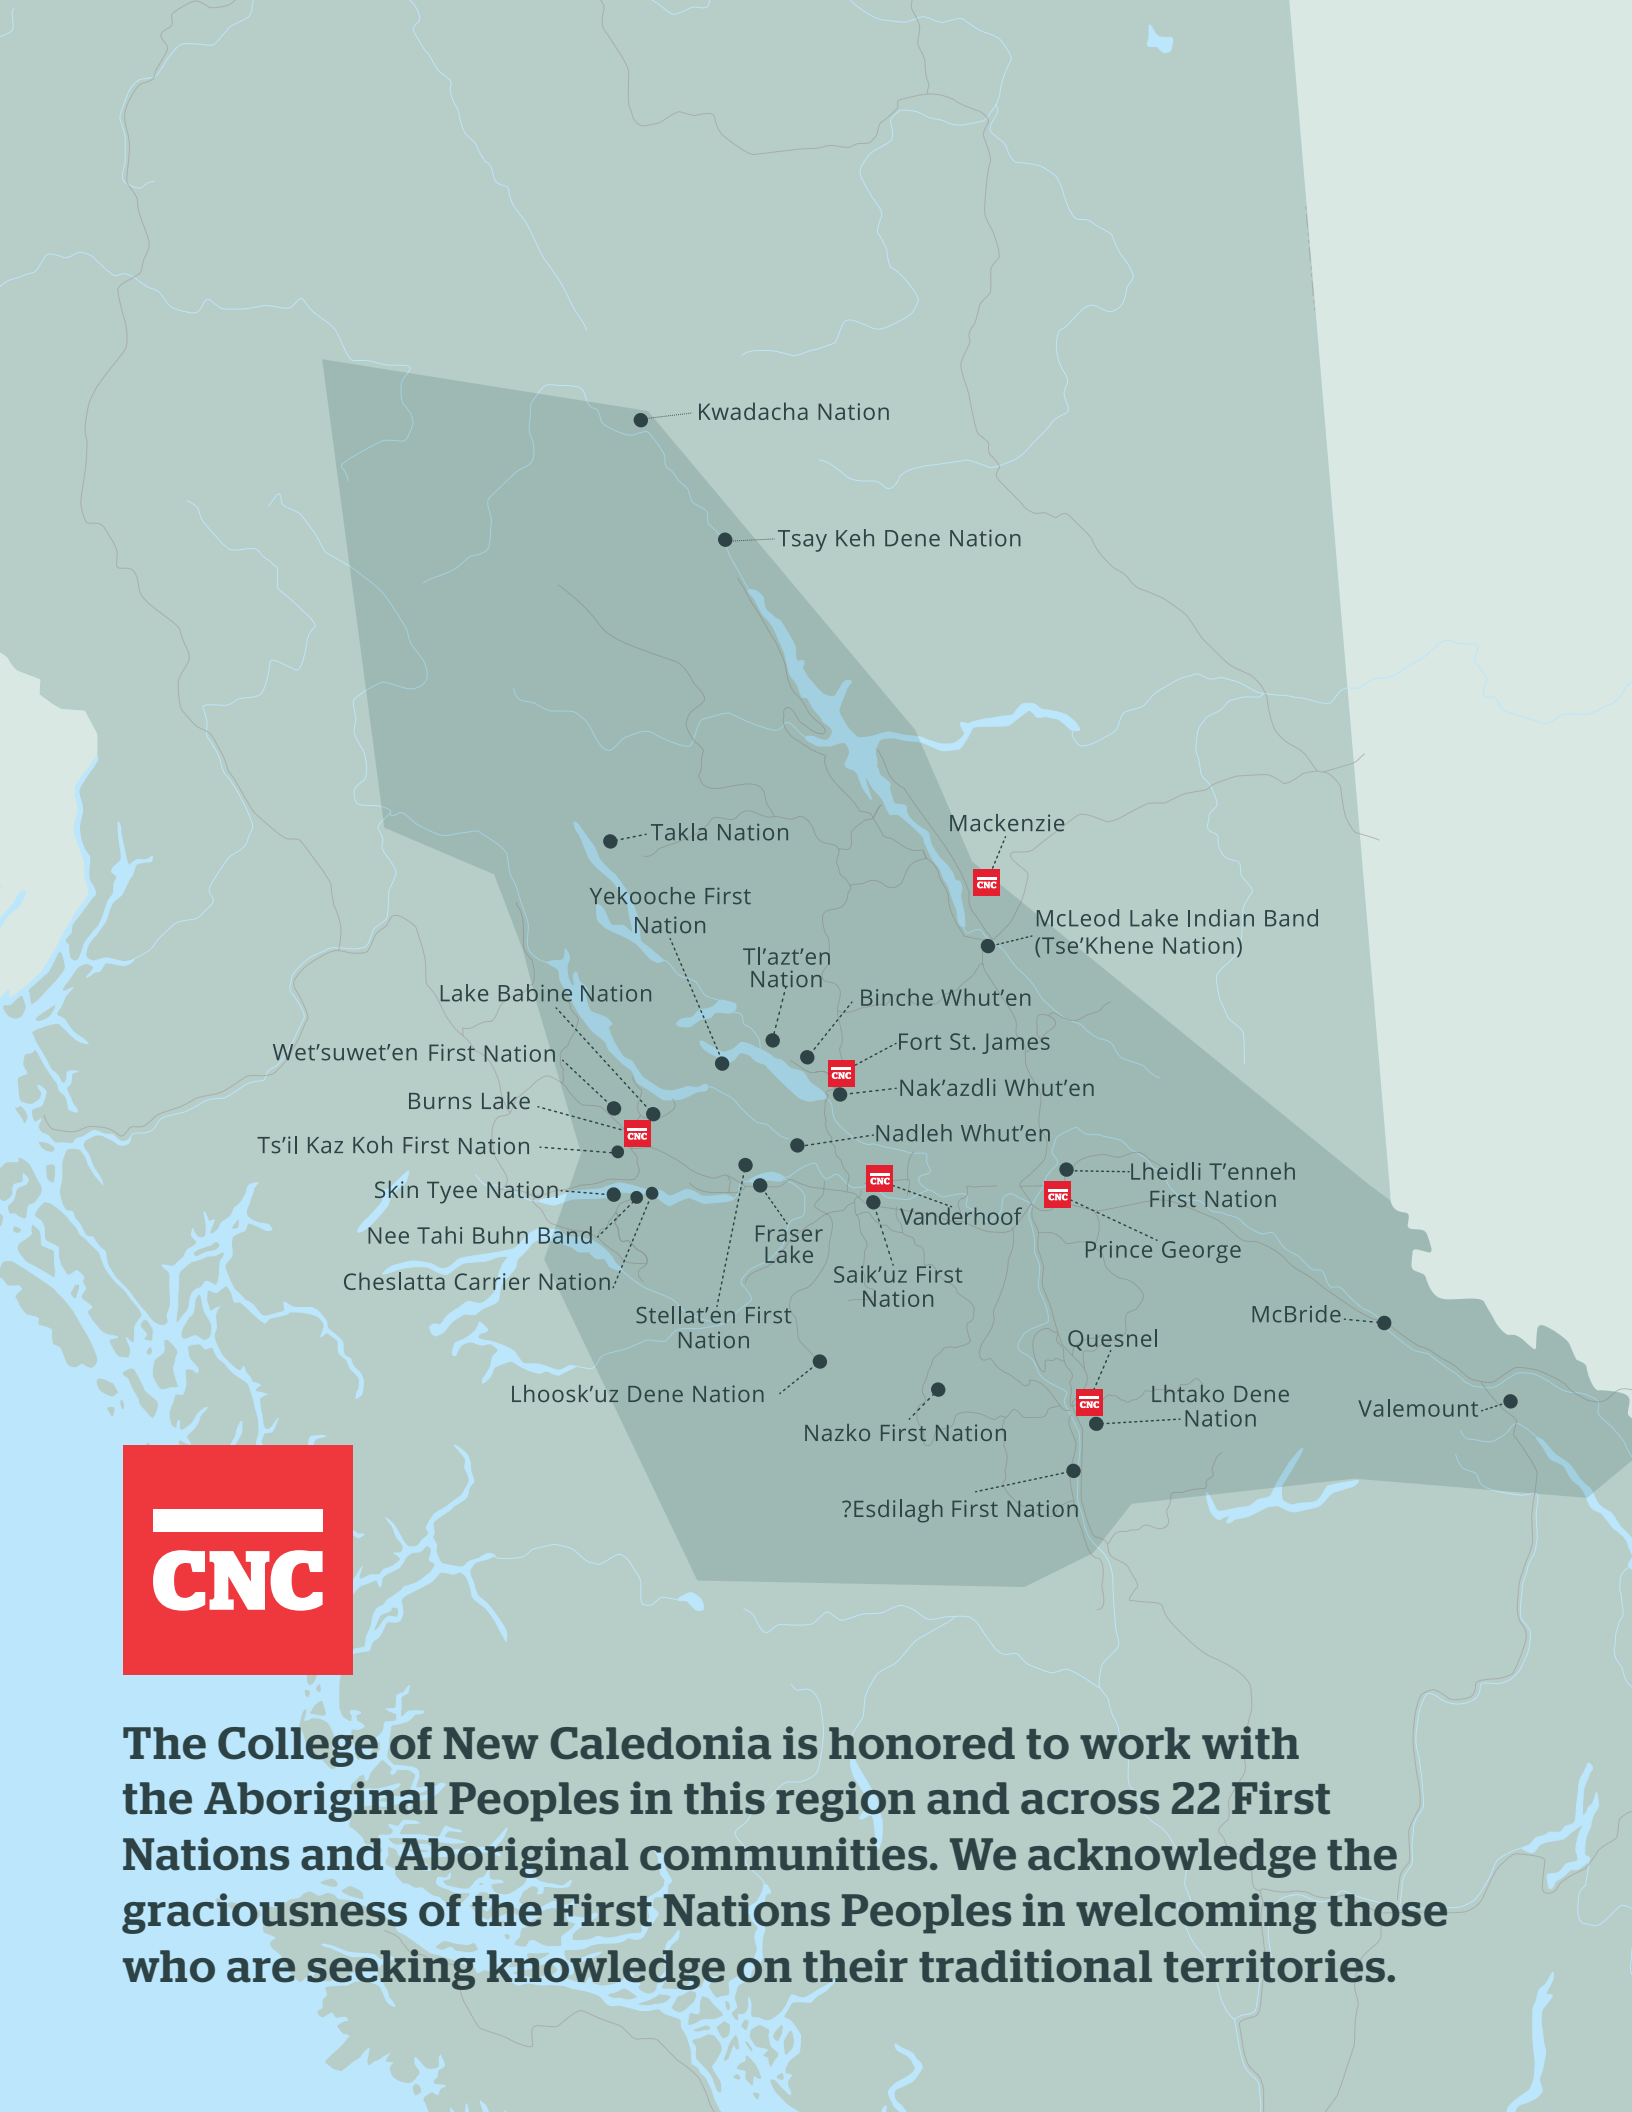 Kwadacha Nation
Tsay Keh Dene Nation
Mackenzie
Takla Nation
CNC
Yekooche First
Nation
McLeod Lake Indian Band
(Tse’Khene Nation)
Tl’azt’en
Nation
Lake Babine Nation
Binche Whut’en
Fort St. James
Wet’suwet’en First Nation
CNC
Nak’azdli Whut’en
Burns Lake
CNC
Nadleh Whut’en
Ts’il Kaz Koh First Nation
CNC
Lheidli T’enneh
First Nation
Skin Tyee Nation
CNC
Vanderhoof
Nee Tahi Buhn Band
Fraser
Lake
Prince George
Saik’uz First
Nation
Cheslatta Carrier Nation
Stellat’en First
Nation
McBride
Quesnel
Lhoosk’uz Dene Nation
CNC
Lhtako Dene
Nation
Valemount
Nazko First Nation
?Esdilagh First Nation
CNC
The College of New Caledonia is honored to work with
the Aboriginal Peoples in this region and across 22 First
Nations and Aboriginal communities. We acknowledge the
graciousness of the First Nations Peoples in welcoming those
who are seeking knowledge on their traditional territories.